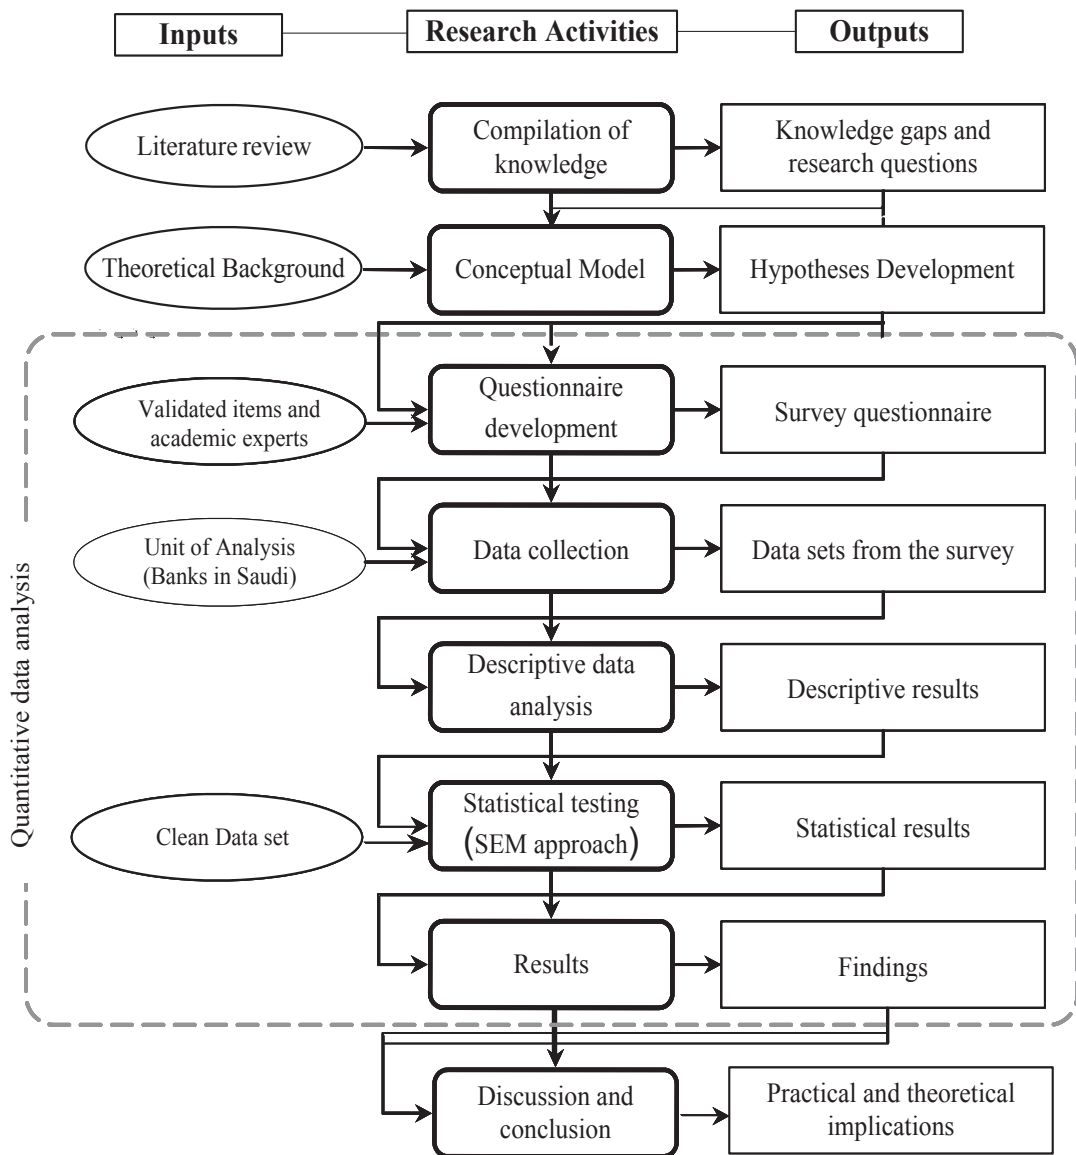 Inputs
Research Activities
Outputs
Literature review
Compilation of
knowledge
Knowledge gaps and
research questions
Theoretical Background
Conceptual Model
Hypotheses Development
Quantitative data analysis
Validated items and
academic experts
Questionnaire
development
Survey questionnaire
Unit of Analysis
(Banks in Saudi)
Data collection
Data sets from the survey
Descriptive data
analysis
Descriptive results
Clean Data set
Statistical testing
(SEM approach)
Statistical results
Results
Findings
Discussion and
conclusion
Practical and theoretical
implications